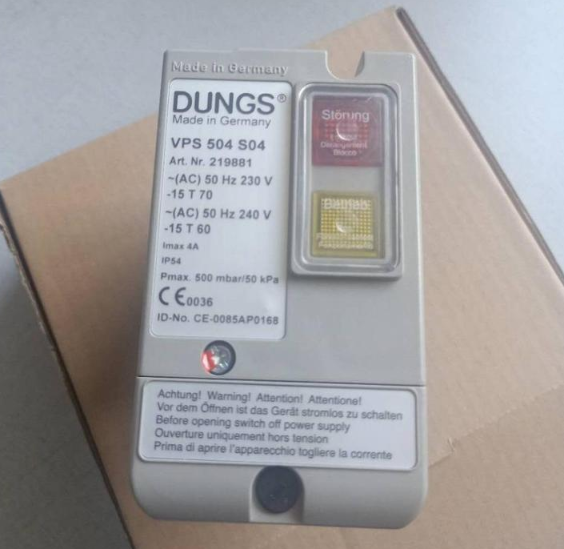 Made in Germany
DUNGS®
Made in Germany
VPS 504 S04
Art. Nr. 219881
~(AC) 50 Hz 230 V
-15 T 70
~(AC) 50 Hz 240 V
-15 T 60
Imax 4A
IP54
Pmax. 500 mbar/50 kPa
CE0036
ID-No. CE-0085AP0168
Störung
Dérangement
Blocco
Betrieb
Achtung! Warning! Attention! Attentione!
Vor dem Öffnen ist das Gerät stromlos zu schalten
Before opening switch off power supply
Ouverture uniquement hors tension
Prima di aprire l'apparecchio togliere la corrente